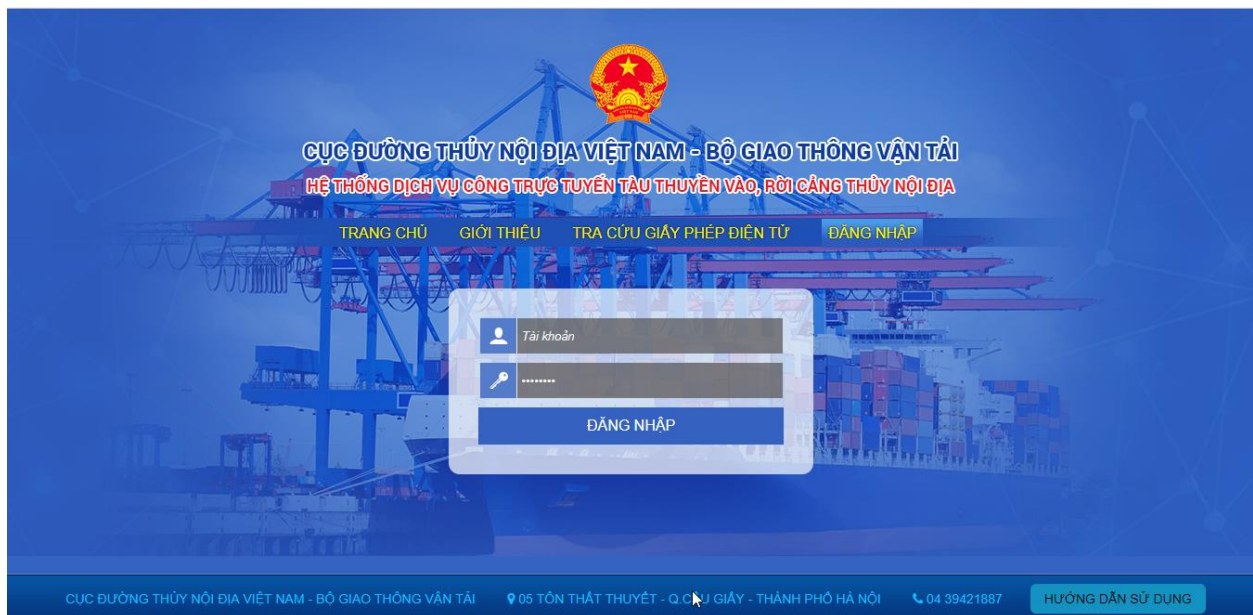 CỤC ĐƯỜNG THỦY NỘI ĐỊA VIỆT NAM - BỘ GIAO THÔNG VẬN TẢI
HỆ THỐNG DỊCH VỤ CÔNG TRỰC TUYẾN TÀU THUYỀN VÀO, RỜI CẢNG THỦY NỘI ĐỊA
TRANG CHỦ GIỚI THIỆU TRA CỨU GIẤY PHÉP ĐIỆN TỬ ĐĂNG NHẬP
Tài khoản
ĐĂNG NHẬP
CỤC ĐƯỜNG THỦY NỘI ĐỊA VIỆT NAM - BỘ GIAO THÔNG VẬN TẢI 05 TÔN THẤT THUYẾT - Q.CẦU GIẤY - THÀNH PHỐ HÀ NỘI 04 39421887 HƯỚNG DẪN SỬ DỤNG